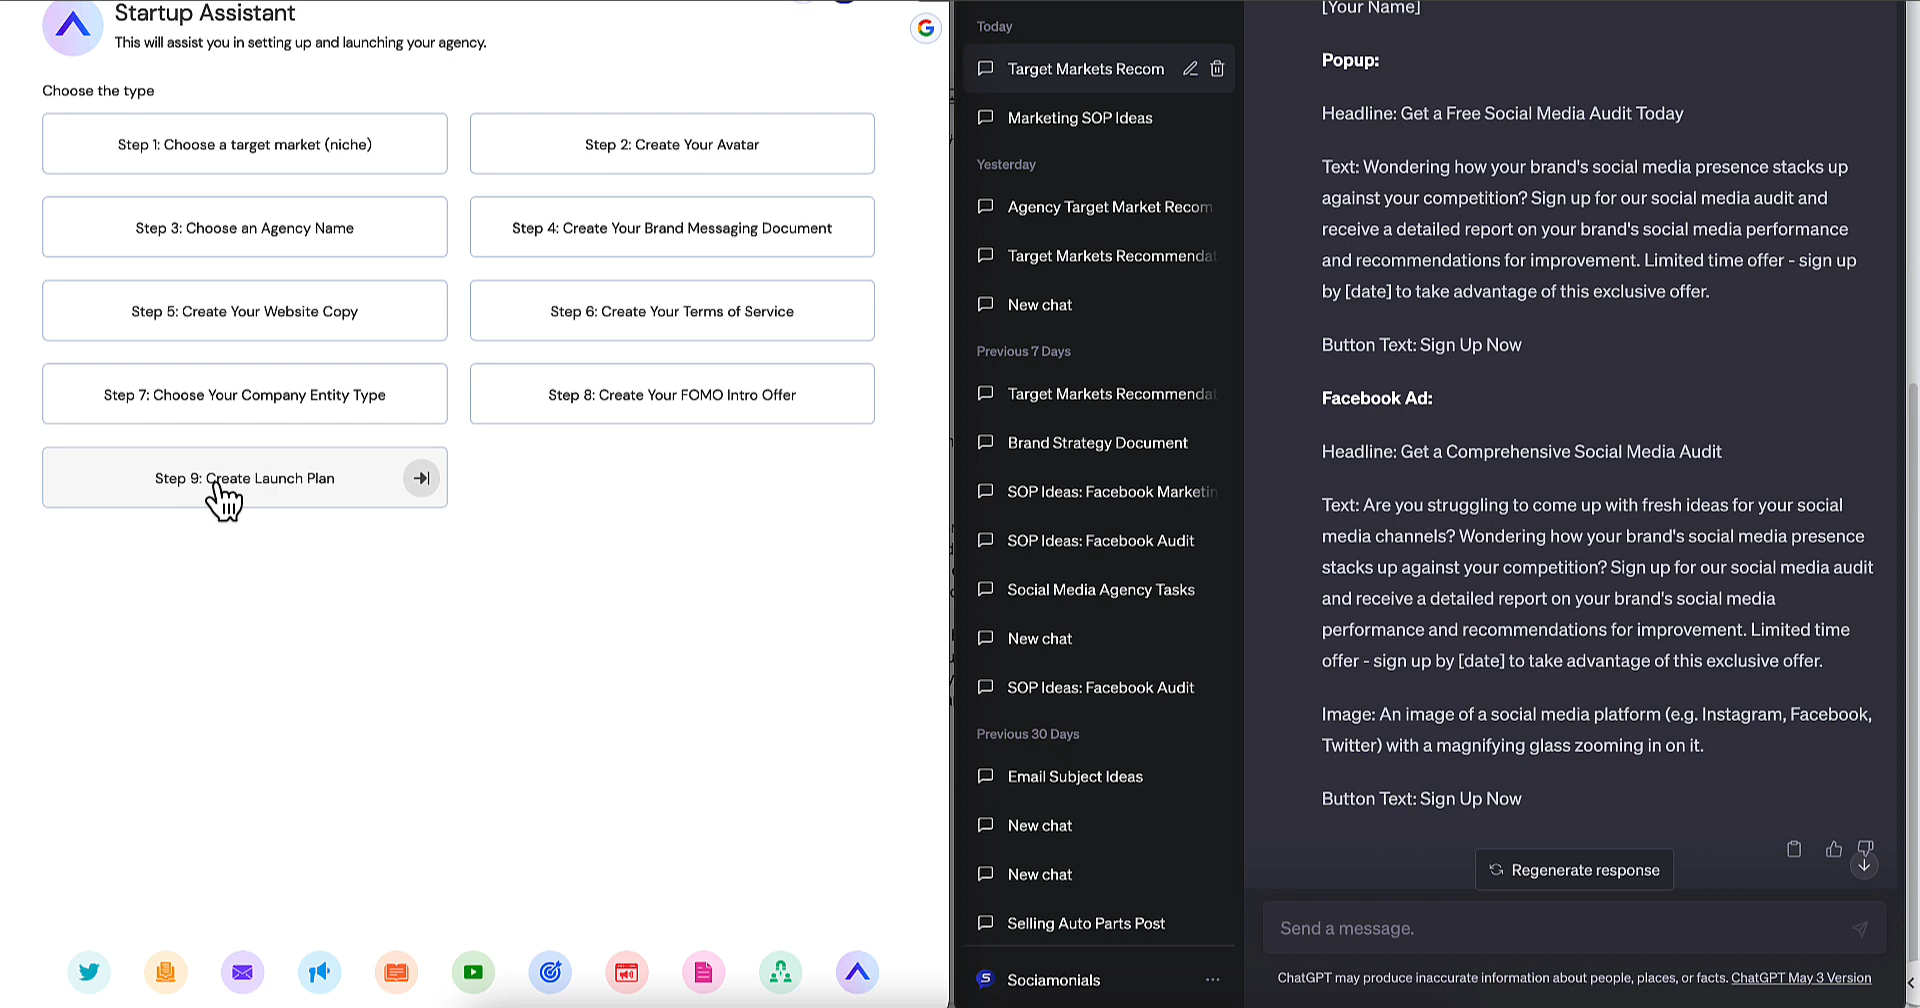 Startup Assistant
This will assist you in setting up and launching your agency.
Choose the type
Step 1: Choose a target market (niche)
Step 2: Create Your Avatar
Step 3: Choose an Agency Name
Step 4: Create Your Brand Messaging Document
Step 5: Create Your Website Copy
Step 6: Create Your Terms of Service
Step 7: Choose Your Company Entity Type
Step 8: Create Your FOMO Intro Offer
Step 9: Create Launch Plan
Today
Target Markets Recom
Marketing SOP Ideas
Yesterday
Agency Target Market Recom
Target Markets Recommendat
New chat
Previous 7 Days
Target Markets Recommendat
Brand Strategy Document
SOP Ideas: Facebook Marketin
SOP Ideas: Facebook Audit
Social Media Agency Tasks
New chat
SOP Ideas: Facebook Audit
Previous 30 Days
Email Subject Ideas
New chat
New chat
Selling Auto Parts Post
Sociamonials
[Your Name]
Popup:
Headline: Get a Free Social Media Audit Today
Text: Wondering how your brand's social media presence stacks up
against your competition? Sign up for our social media audit and
receive a detailed report on your brand's social media performance
and recommendations for improvement. Limited time offer - sign up
by [date] to take advantage of this exclusive offer.
Button Text: Sign Up Now
Facebook Ad:
Headline: Get a Comprehensive Social Media Audit
Text: Are you struggling to come up with fresh ideas for your social
media channels? Wondering how your brand's social media presence
stacks up against your competition? Sign up for our social media audit
and receive a detailed report on your brand's social media
performance and recommendations for improvement. Limited time
offer - sign up by [date] to take advantage of this exclusive offer.
Image: An image of a social media platform (e.g. Instagram, Facebook,
Twitter) with a magnifying glass zooming in on it.
Button Text: Sign Up Now
Regenerate response
Send a message.
ChatGPT may produce inaccurate information about people, places, or facts. ChatGPT May 3 Version